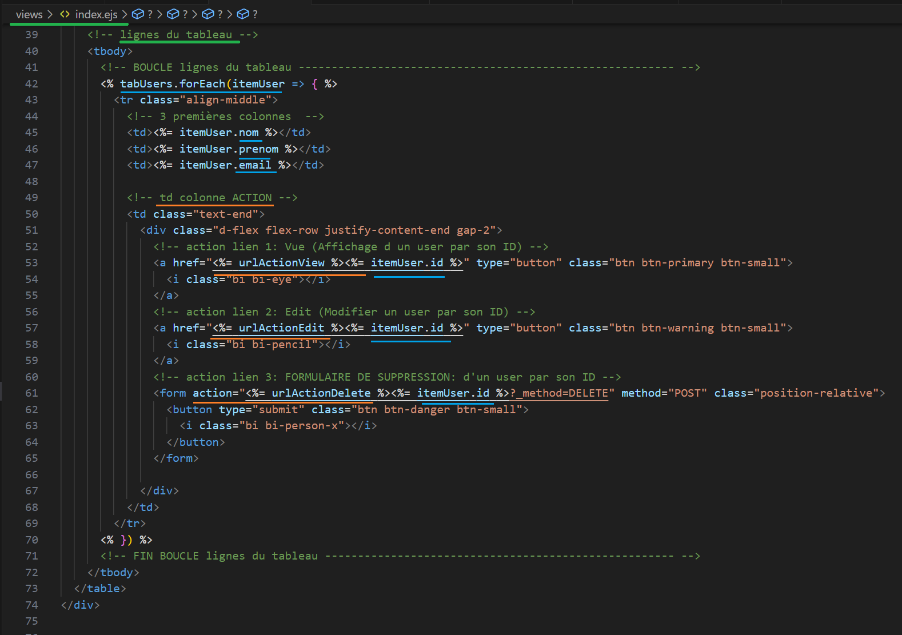 views > <> index.ejs > ? > ? > ? > ?
39 <!-- lignes du tableau -->
40 <tbody>
41 <!-- BOUCLE lignes du tableau ------------------------------------------------------------- -->
42 <% tabUsers.forEach(itemUser => { %>
43 <tr class="align-middle">
44 <!-- 3 premières colonnes  -->
45 <td><%= itemUser.nom %></td>
46 <td><%= itemUser.prenom %></td>
47 <td><%= itemUser.email %></td>
48
49 <!-- td colonne ACTION -->
50 <td class="text-end">
51 <div class="d-flex flex-row justify-content-end gap-2">
52 <!-- action lien 1: Vue (Affichage d un user par son ID) -->
53 <a href="<%= urlActionView %><%= itemUser.id %>" type="button" class="btn btn-primary btn-small">
54 <i class="bi bi-eye"></i>
55 </a>
56 <!-- action lien 2: Edit (Modifier un user par son ID) -->
57 <a href="<%= urlActionEdit %><%= itemUser.id %>" type="button" class="btn btn-warning btn-small">
58 <i class="bi bi-pencil"></i>
59 </a>
60 <!-- action lien 3: FORMULAIRE DE SUPPRESSION: d'un user par son ID -->
61 <form action="<%= urlActionDelete %><%= itemUser.id %>?_method=DELETE" method="POST" class="position-relative">
62 <button type="submit" class="btn btn-danger btn-small">
63 <i class="bi bi-person-x"></i>
64 </button>
65 </form>
66
67 </div>
68 </td>
69 </tr>
70 <% }) %>
71 <!-- FIN BOUCLE lignes du tableau ----------------------------------------------------- -->
72 </tbody>
73 </table>
74 </div>
75